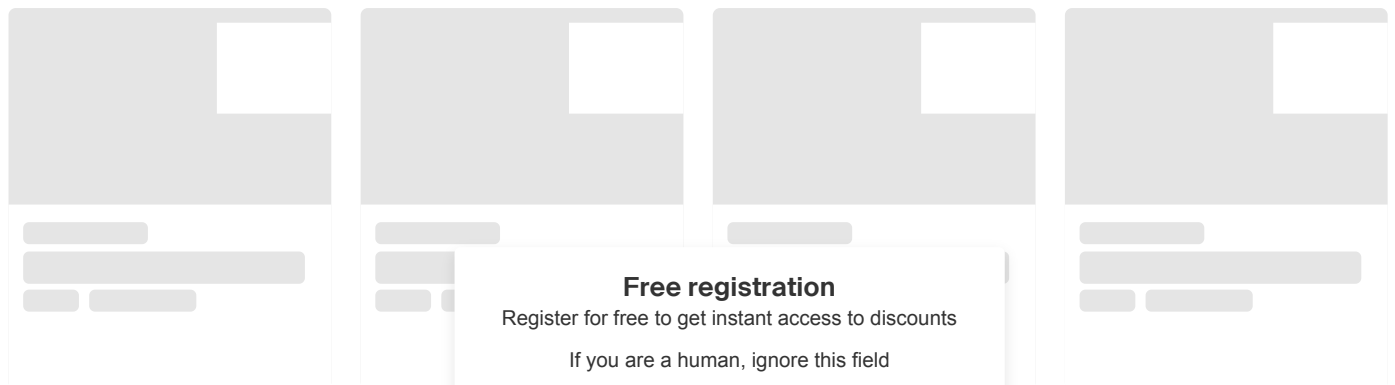 Free registration
Register for free to get instant access to discounts
If you are a human, ignore this field